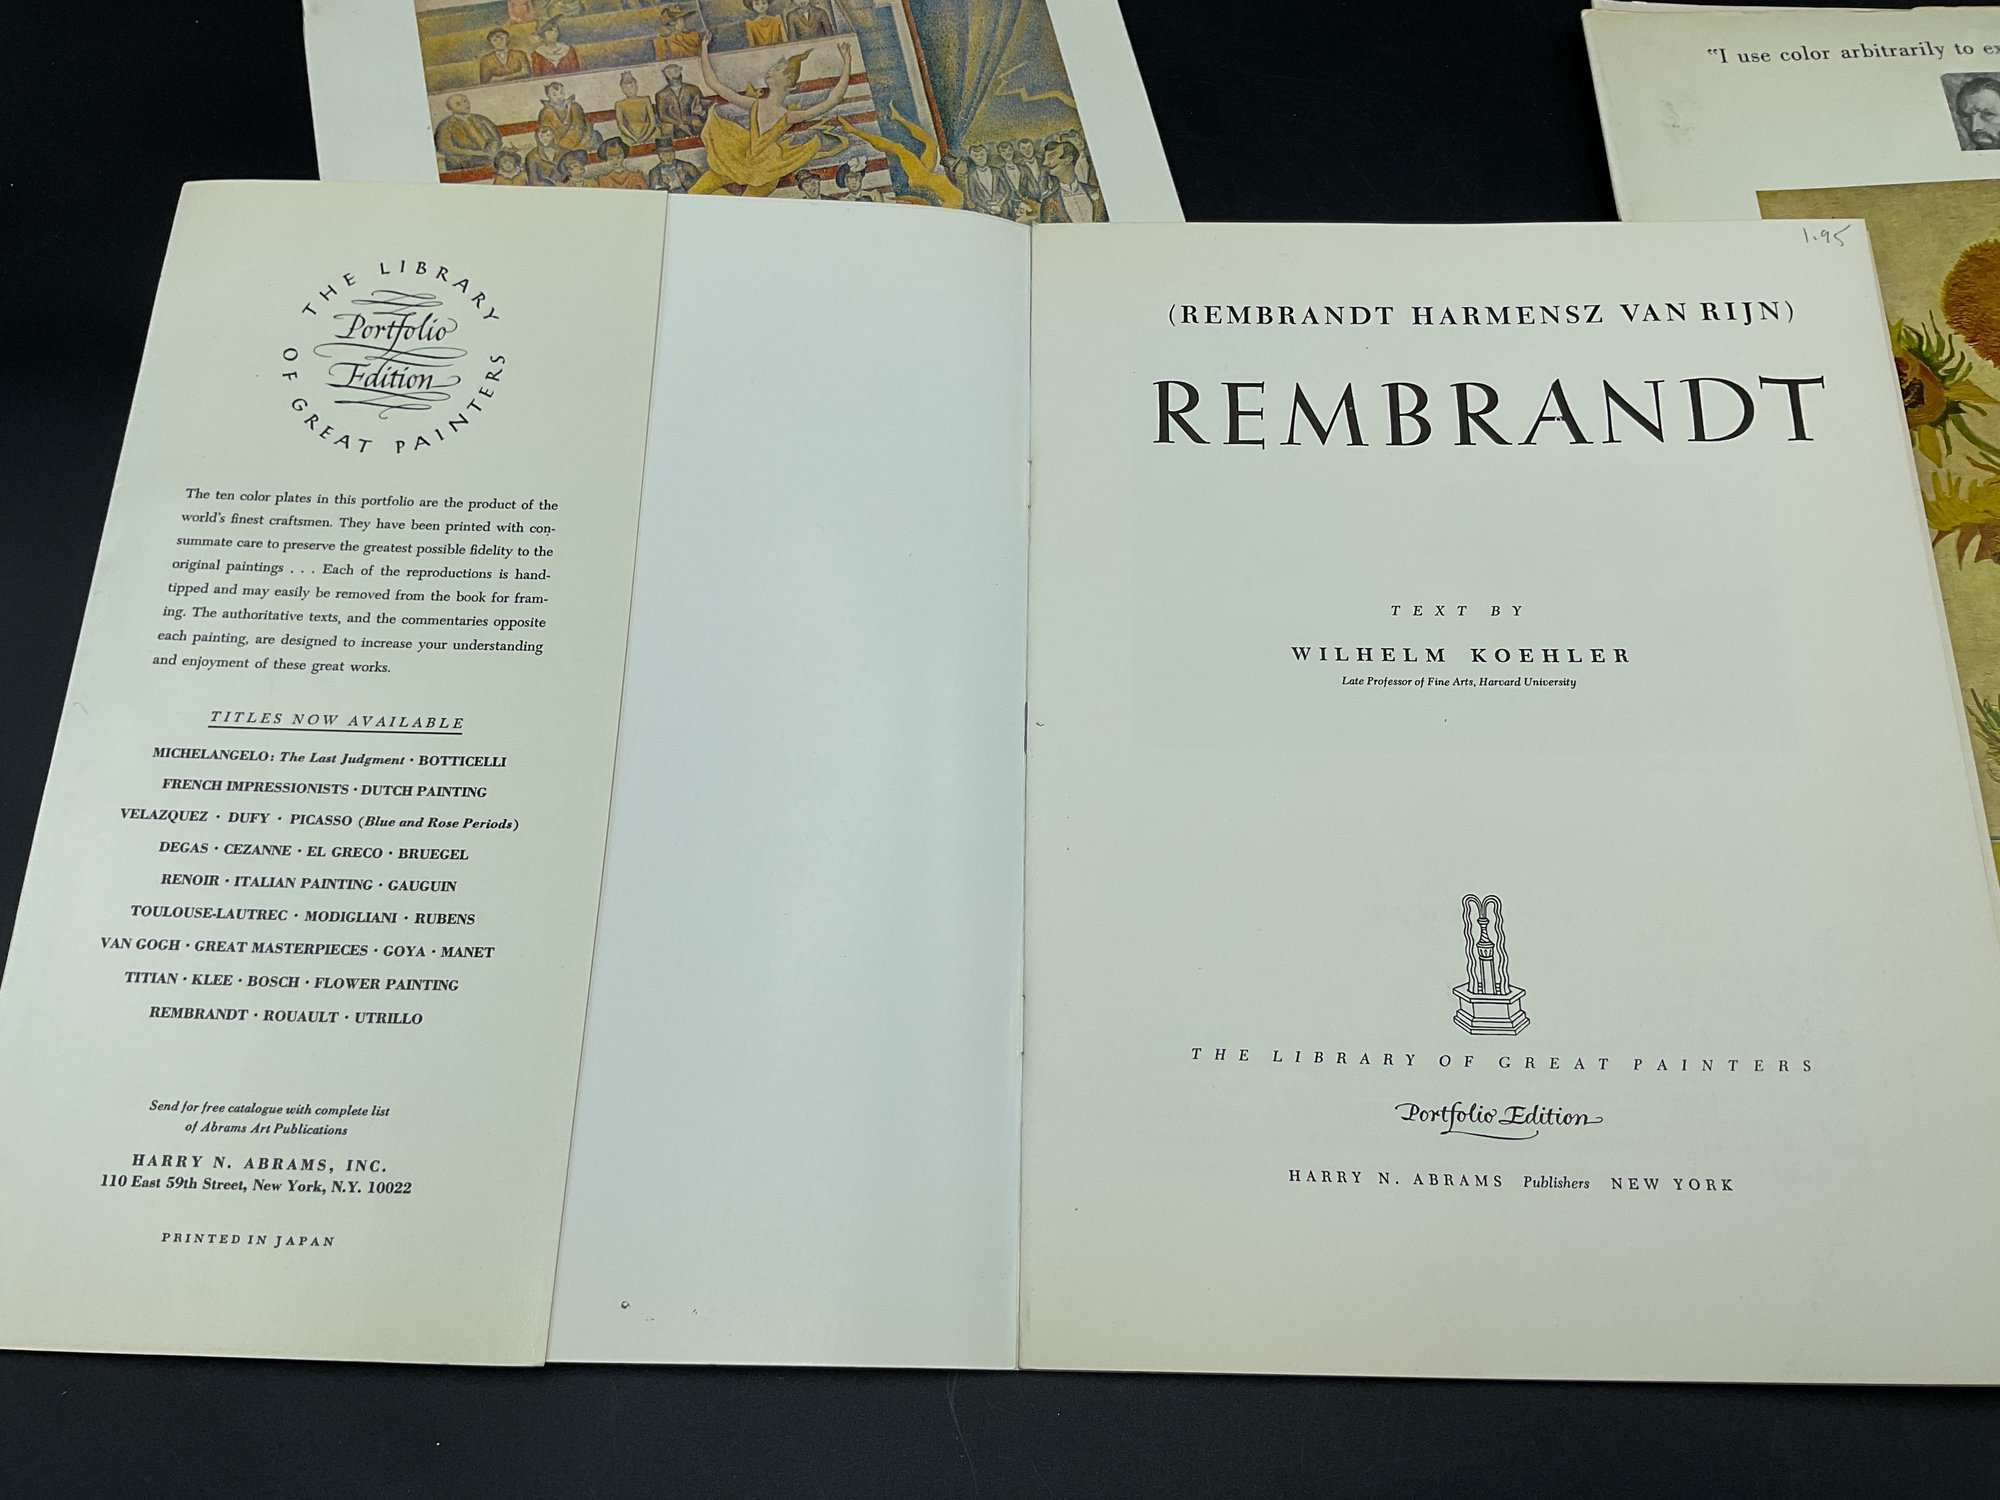 "I use color arbitrarily to
THE LIBRARY
OF GREAT PAINTERS
Portfolio
Edition
The ten color plates in this portfolio are the product of the
world's finest craftsmen. They have been printed with con-
summate care to preserve the greatest possible fidelity to the
original paintings . . . Each of the reproductions is hand-
tipped and may easily be removed from the book for fram-
ing. The authoritative texts, and the commentaries opposite
each painting, are designed to increase your understanding
and enjoyment of these great works.
TITLES NOW AVAILABLE
MICHELANGELO: The Last Judgment · BOTTICELLI
FRENCH IMPRESSIONISTS · DUTCH PAINTING
VELAZQUEZ · DUFY · PICASSO (Blue and Rose Periods)
DEGAS · CEZANNE · EL GRECO · BRUEGEL
RENOIR · ITALIAN PAINTING · GAUGUIN
TOULOUSE-LAUTREC · MODIGLIANI · RUBENS
VAN GOGH · GREAT MASTERPIECES · GOYA · MANET
TITIAN · KLEE · BOSCH · FLOWER PAINTING
REMBRANDT · ROUAULT · UTRILLO
Send for free catalogue with complete list
of Abrams Art Publications
HARRY N. ABRAMS, INC.
110 East 59th Street, New York, N.Y. 10022
PRINTED IN JAPAN
1.95
(REMBRANDT HARMENSZ VAN RIJN)
REMBRANDT
TEXT BY
WILHELM KOEHLER
Late Professor of Fine Arts, Harvard University
THE LIBRARY OF GREAT PAINTERS
Portfolio Edition
HARRY N. ABRAMS Publishers NEW YORK